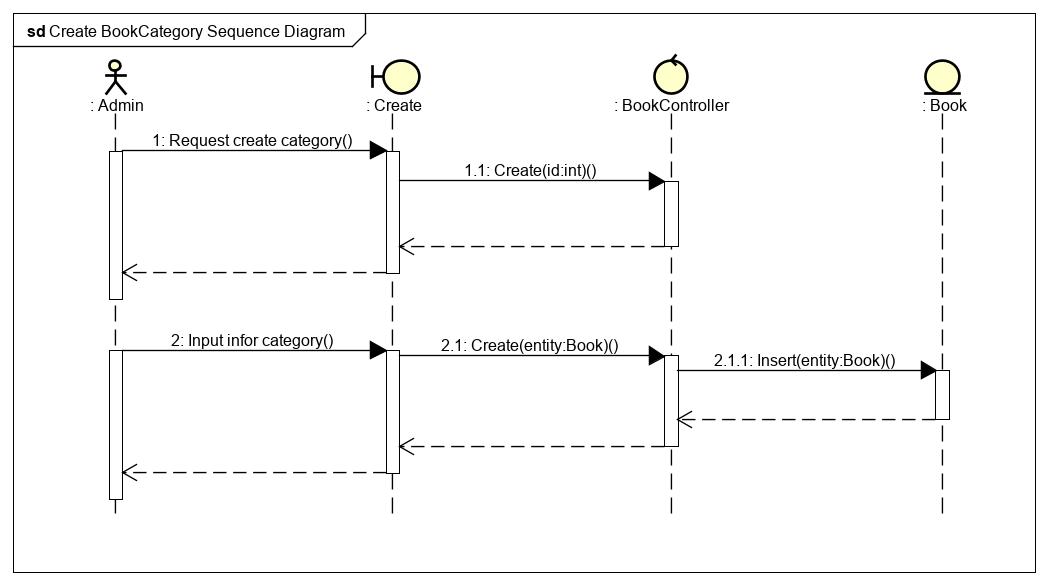 sd Create BookCategory Sequence Diagram
: Admin
: Create
: BookController
: Book
1: Request create category()
1.1: Create(id:int)()
2: Input infor category()
2.1: Create(entity:Book)()
2.1.1: Insert(entity:Book)()